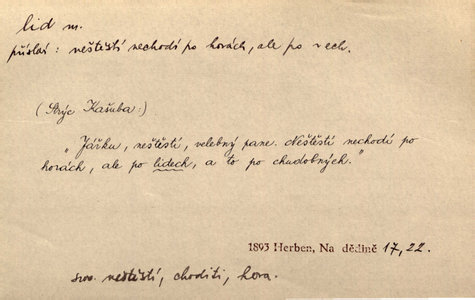 lid m.
přísloví: neštěstí nechodí po horách, ale po l.ech.
(Strýc Kašuba:)
"Jářku, neštěstí, velebný pane. Neštěstí nechodí po
horách, ale po lidech, a to po chudobných."
1893 Herben, Na dědině 17,22.
srov. neštěstí, choditi, hora.